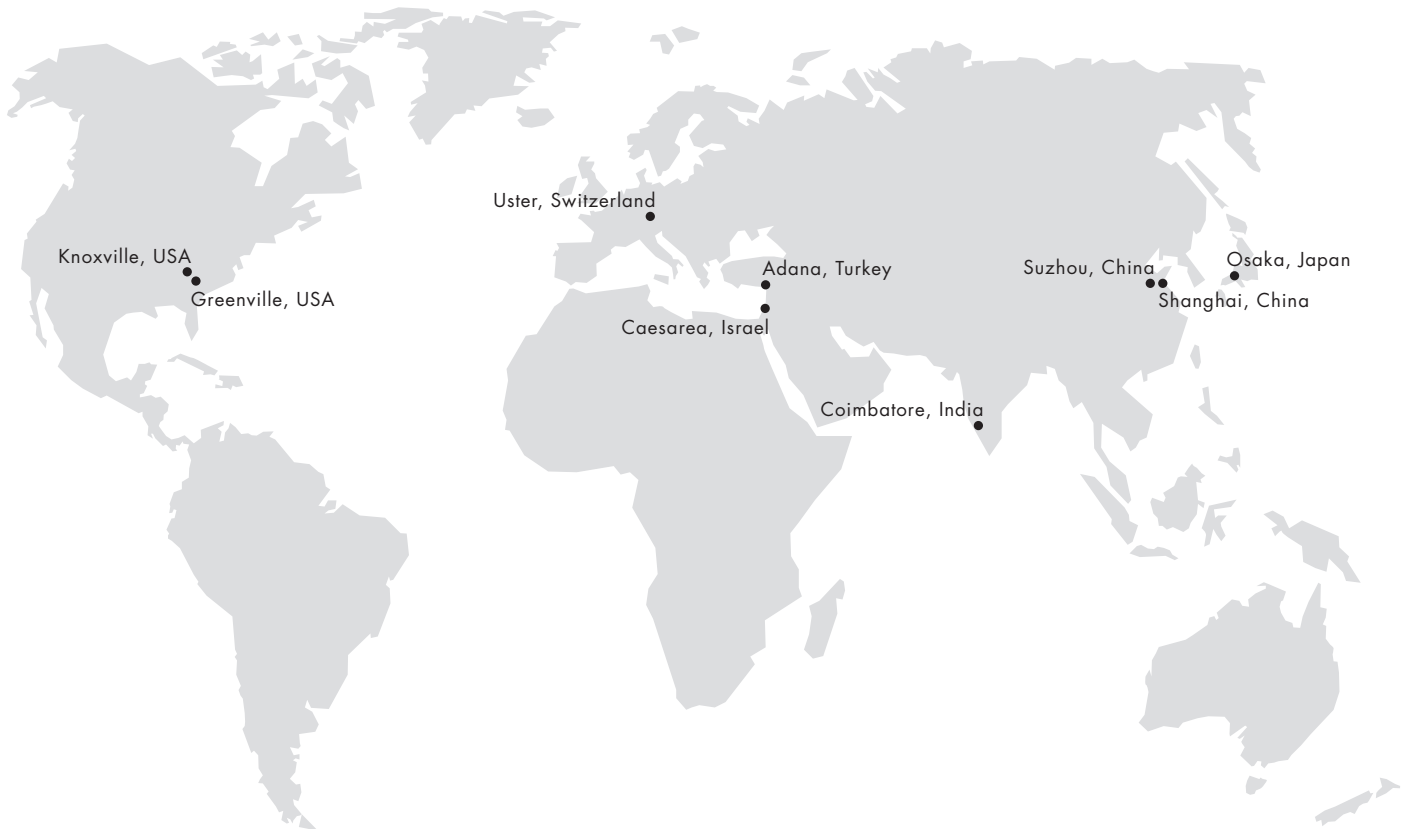 Uster, Switzerland
Knoxville, USA
Greenville, USA
Adana, Turkey
Caesarea, Israel
Suzhou, China
Osaka, Japan
Shanghai, China
Coimbatore, India